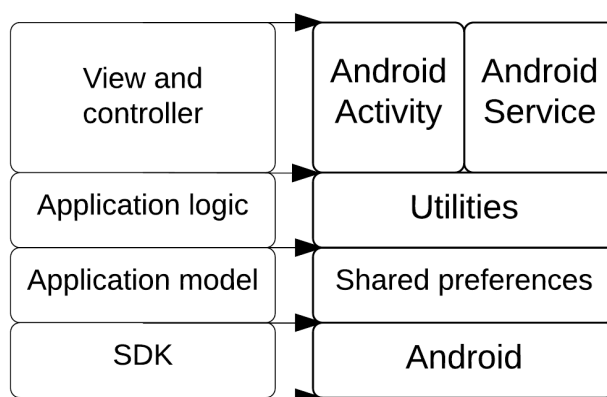 View and
controller
Android
Activity
Android
Service
Application logic
Utilities
Application model
Shared preferences
SDK
Android